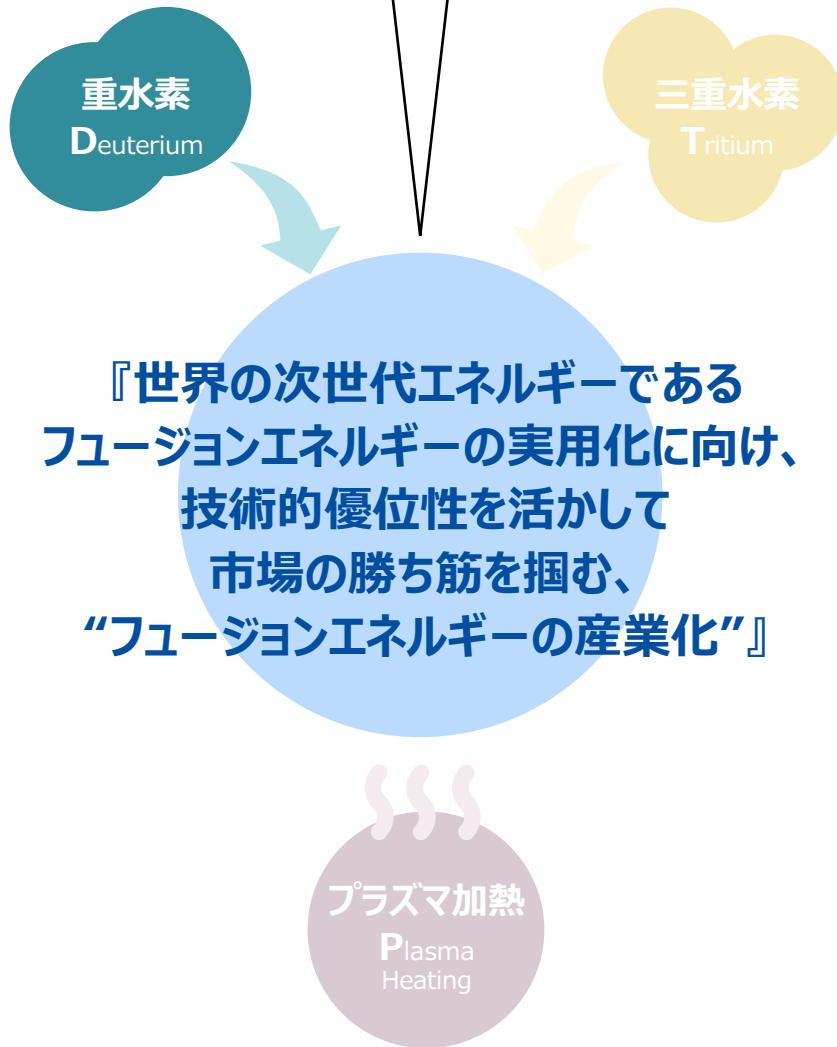 重水素
Deuterium
三重水素
Tritium
『世界の次世代エネルギーである
フュージョンエネルギーの実用化に向け、
技術的優位性を活かして
市場の勝ち筋を掴む、
“フュージョンエネルギーの産業化”』
プラズマ加熱
Plasma
Heating